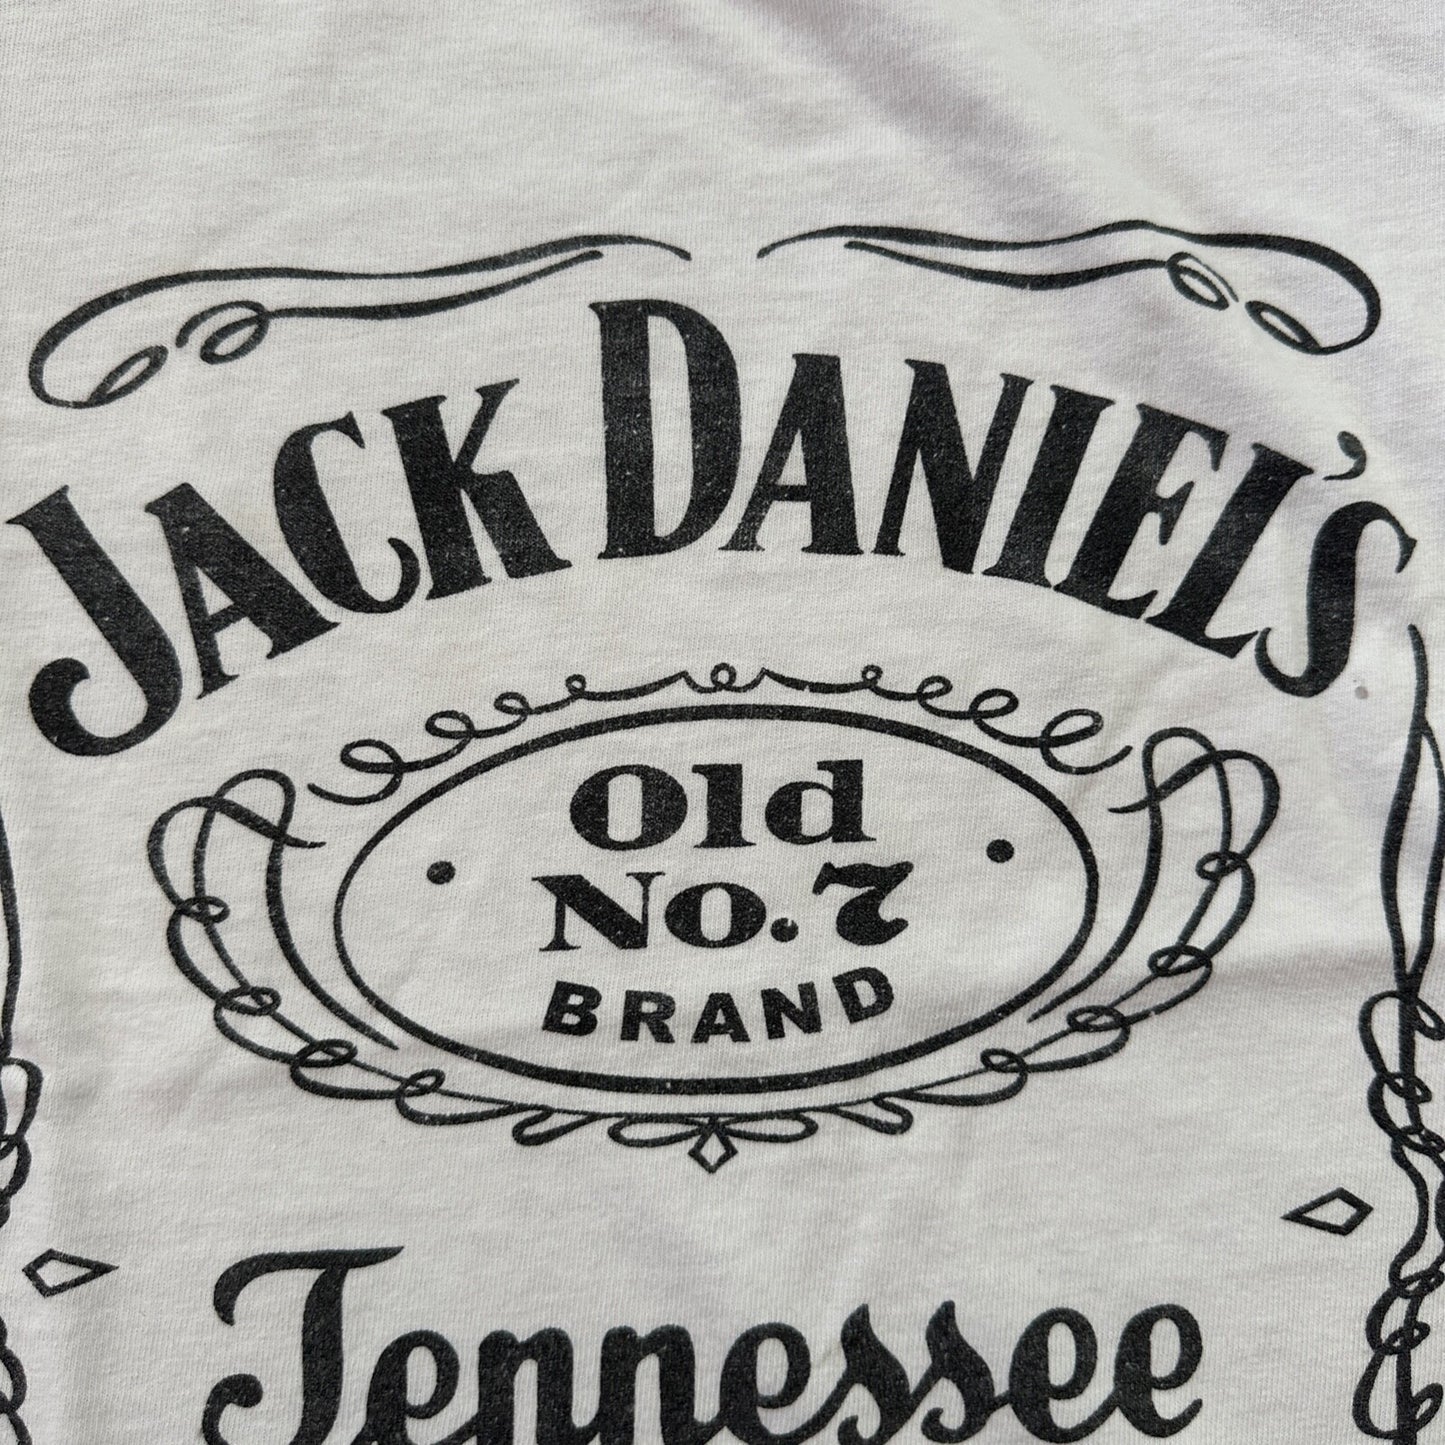 JACK DANIEL'S
Old
No. 7
BRAND
Tennessee